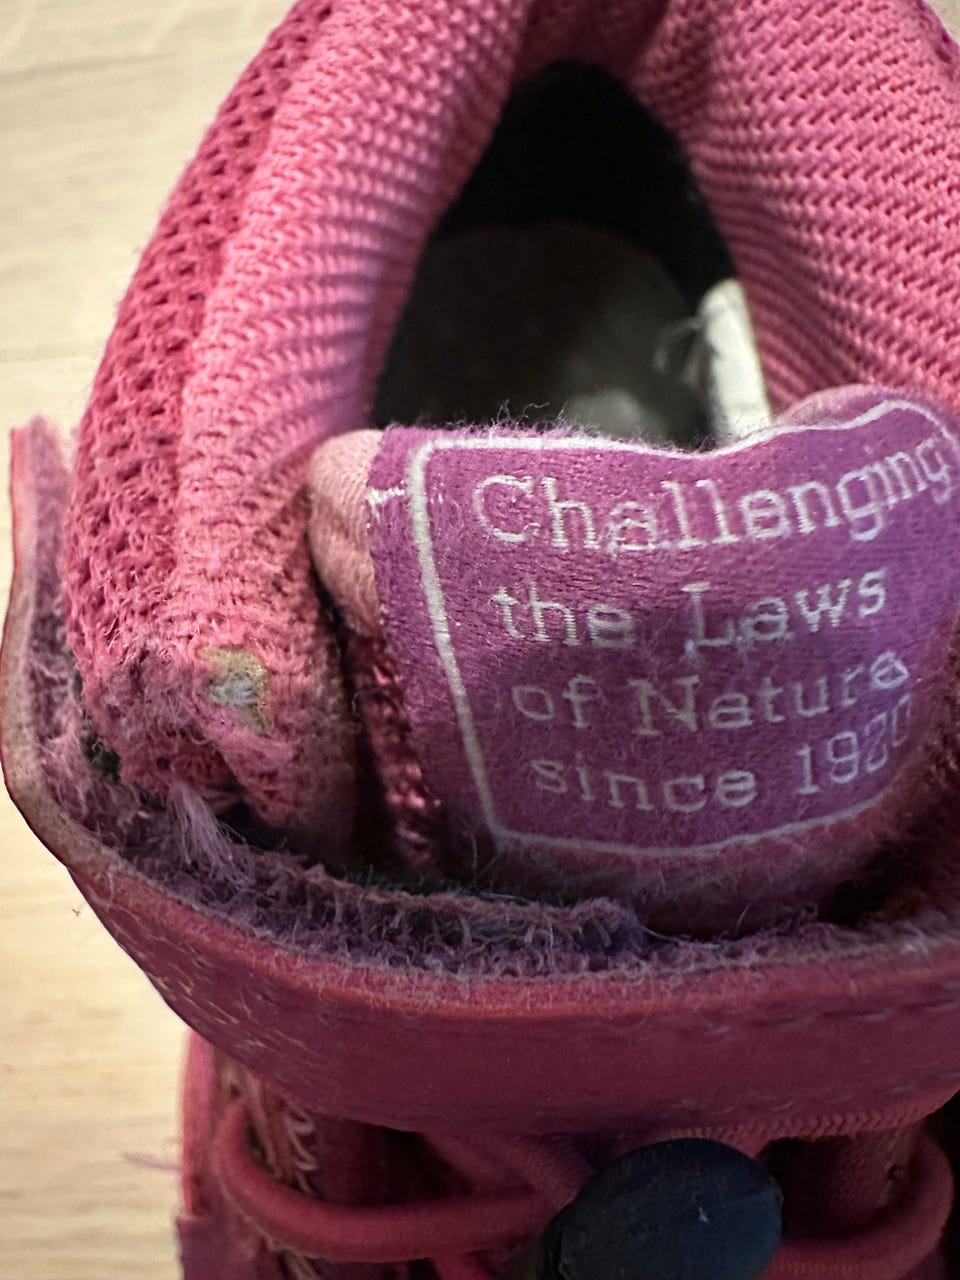 Challenging
the Laws
of Nature
since 1920